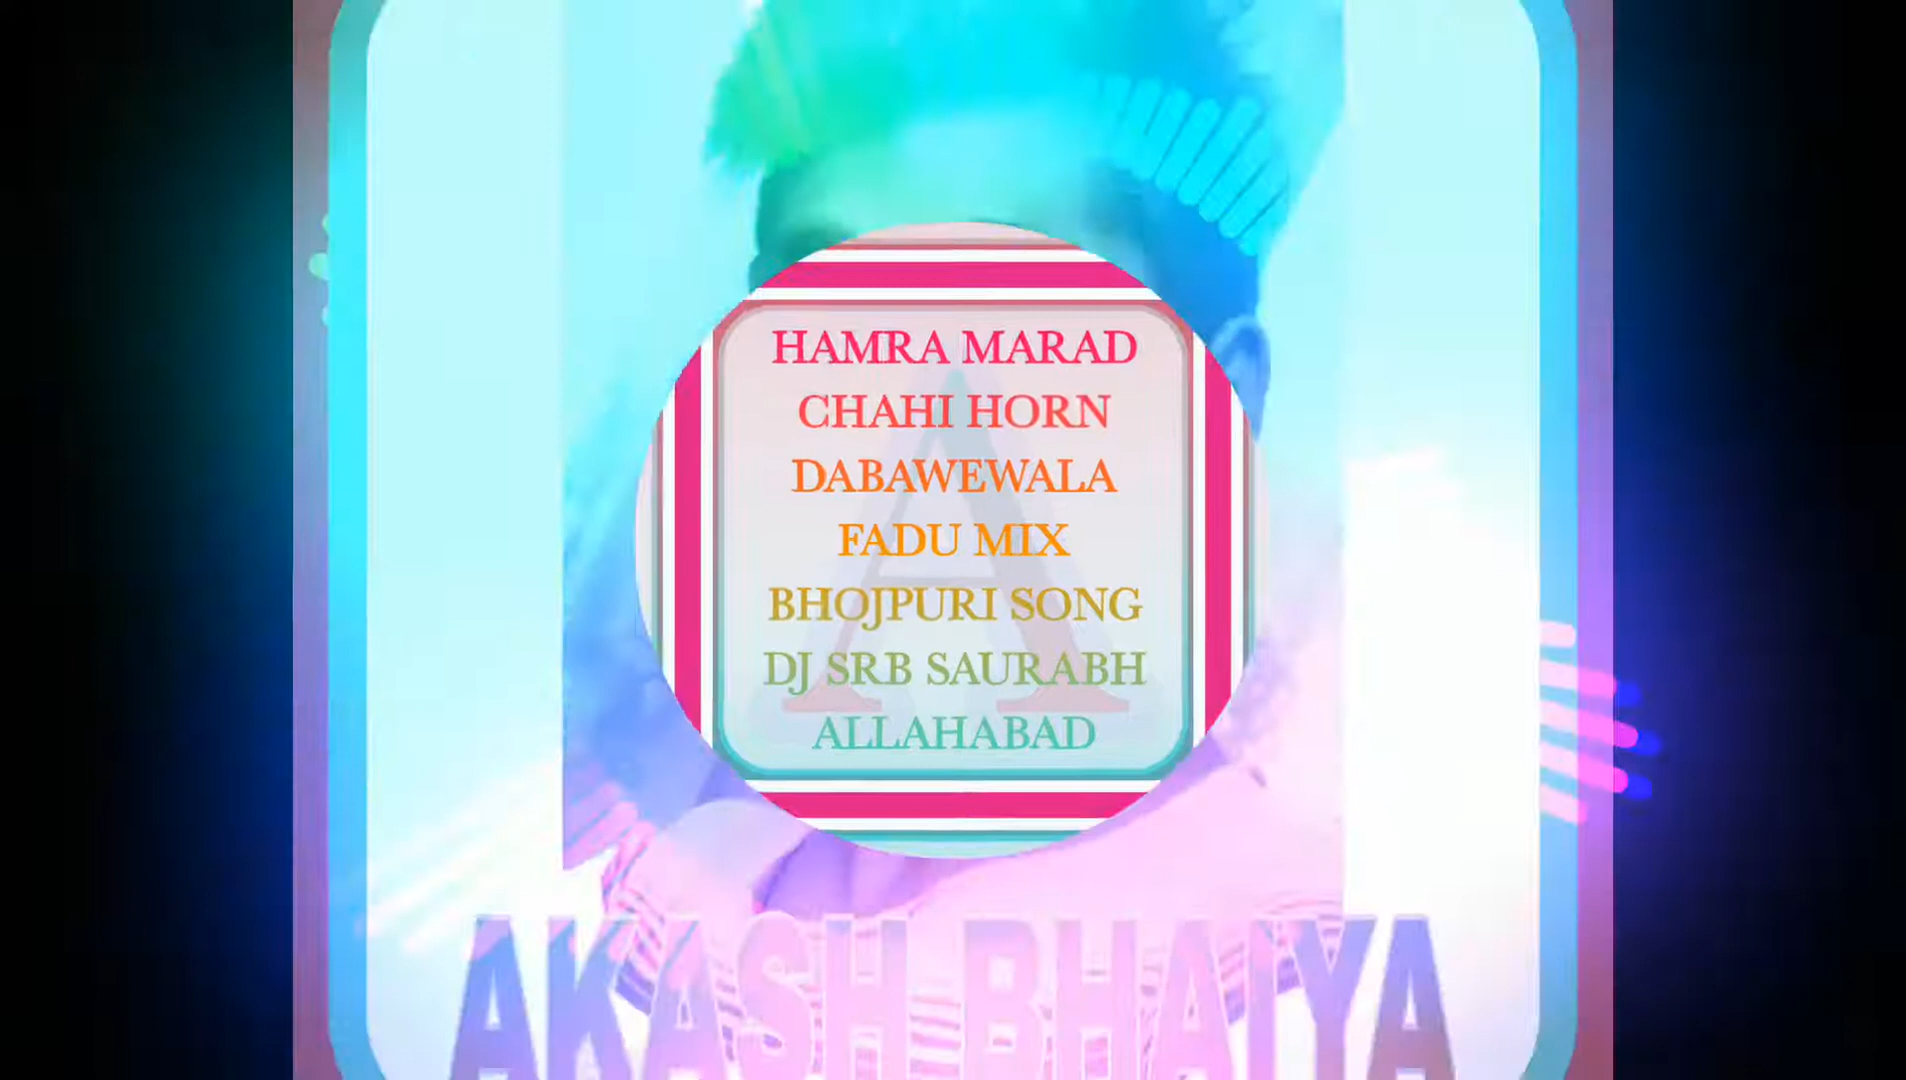 HAMRA MARAD
CHAHI HORN
DABAWEWALA
FADU MIX
BHOJPURI SONG
DJ SRB SAURABH
ALLAHABAD
A
AKASH BHAIYA